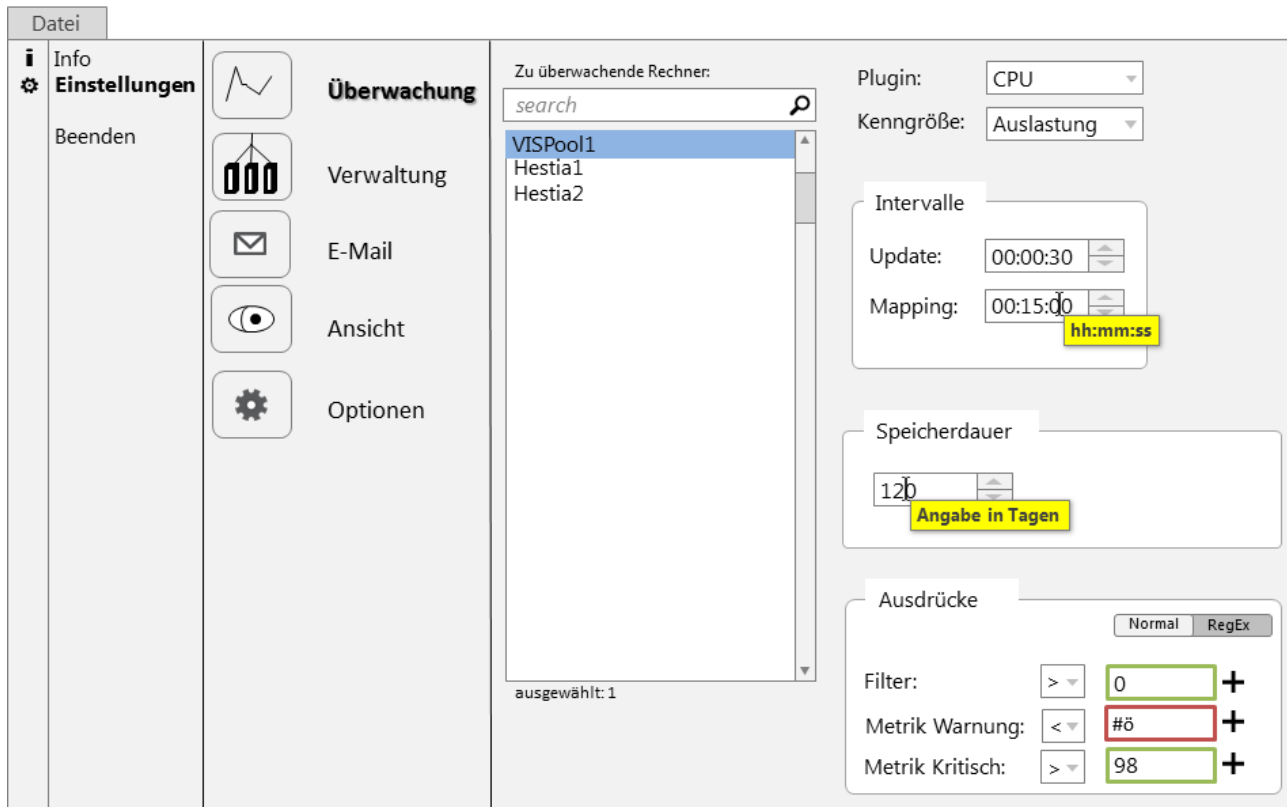 Datei
Info
Einstellungen
Beenden
Überwachung
Verwaltung
E-Mail
Ansicht
Optionen
Zu überwachende Rechner:
search
VISPool1
Hestia1
Hestia2
ausgewählt: 1
Plugin: CPU
Kenngröße: Auslastung
Intervalle
Update: 00:00:30
Mapping: 00:15:00
hh:mm:ss
Speicherdauer
120
Angabe in Tagen
Ausdrücke
Normal RegEx
Filter: > 0 +
Metrik Warnung: < #ö +
Metrik Kritisch: > 98 +